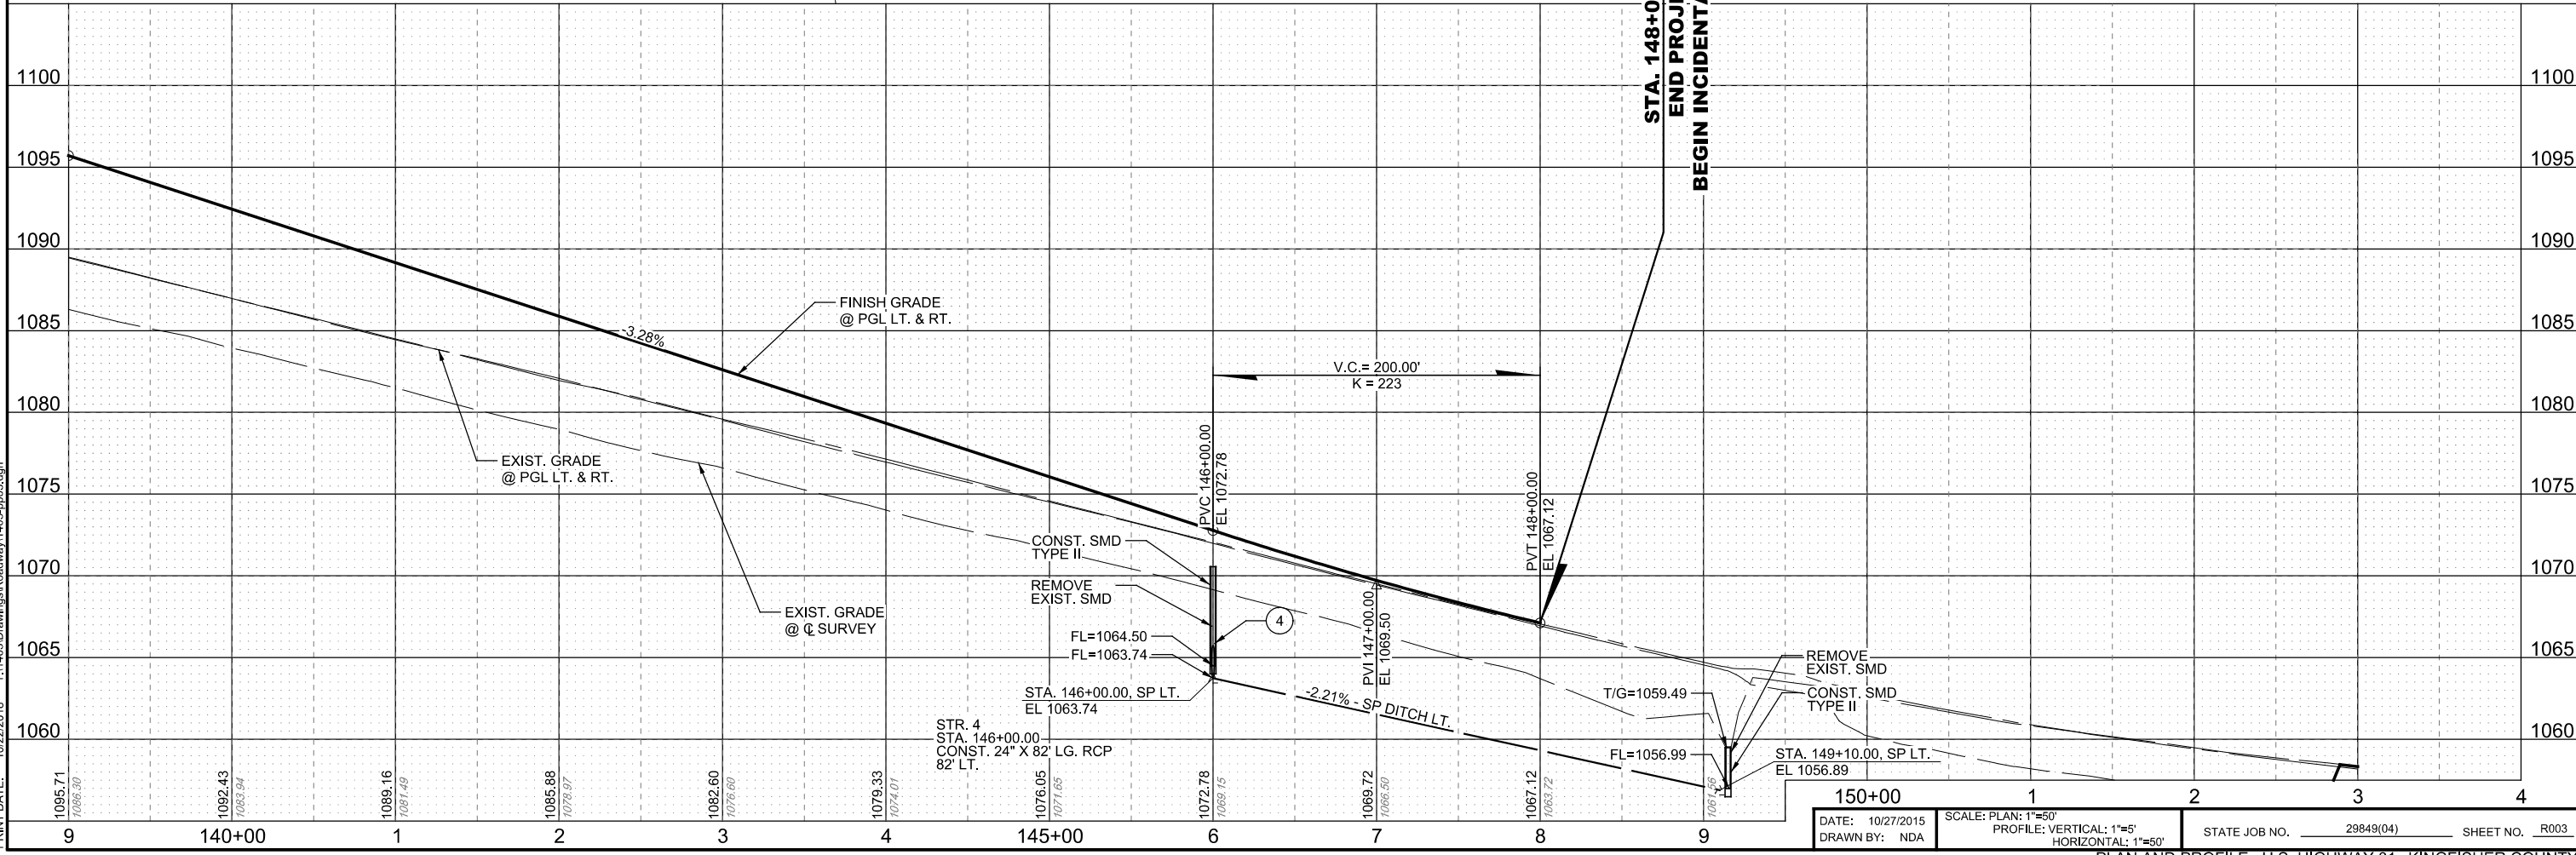 STA. 148+0
END PROJE
BEGIN INCIDENTA
1100
1100
1095
1095
1090
1090
1085
1085
1080
1080
1075
1075
1070
1070
1065
1065
1060
1060
FINISH GRADE
@ PGL LT. & RT.
-3.28%
V.C.= 200.00'
K = 223
EXIST. GRADE
@ PGL LT. & RT.
PVC 146+00.00
EL 1072.78
PVT 148+00.00
EL 1067.12
CONST. SMD
TYPE II
REMOVE
EXIST. SMD
4
EXIST. GRADE
@ ℄ SURVEY
FL=1064.50
FL=1063.74
PVI 147+00.00
EL 1069.50
REMOVE
EXIST. SMD
T/G=1059.49
CONST. SMD
TYPE II
STA. 146+00.00, SP LT.
EL 1063.74
-2.21% - SP DITCH LT.
STR. 4
STA. 146+00.00
CONST. 24" X 82' LG. RCP
82' LT.
FL=1056.99
STA. 149+10.00, SP LT.
EL 1056.89
1095.71
1086.30
1092.43
1083.94
1089.16
1081.49
1085.88
1078.97
1082.60
1076.60
1079.33
1074.01
1076.05
1071.65
1072.78
1069.15
1069.72
1066.50
1067.12
1063.72
1061.56
150+00
1
2
3
4
9
140+00
1
2
3
4
145+00
6
7
8
9
DATE: 10/27/2015
DRAWN BY: NDA
SCALE: PLAN: 1"=50'
PROFILE: VERTICAL: 1"=5'
HORIZONTAL: 1"=50'
STATE JOB NO. 29849(04)
SHEET NO. R003